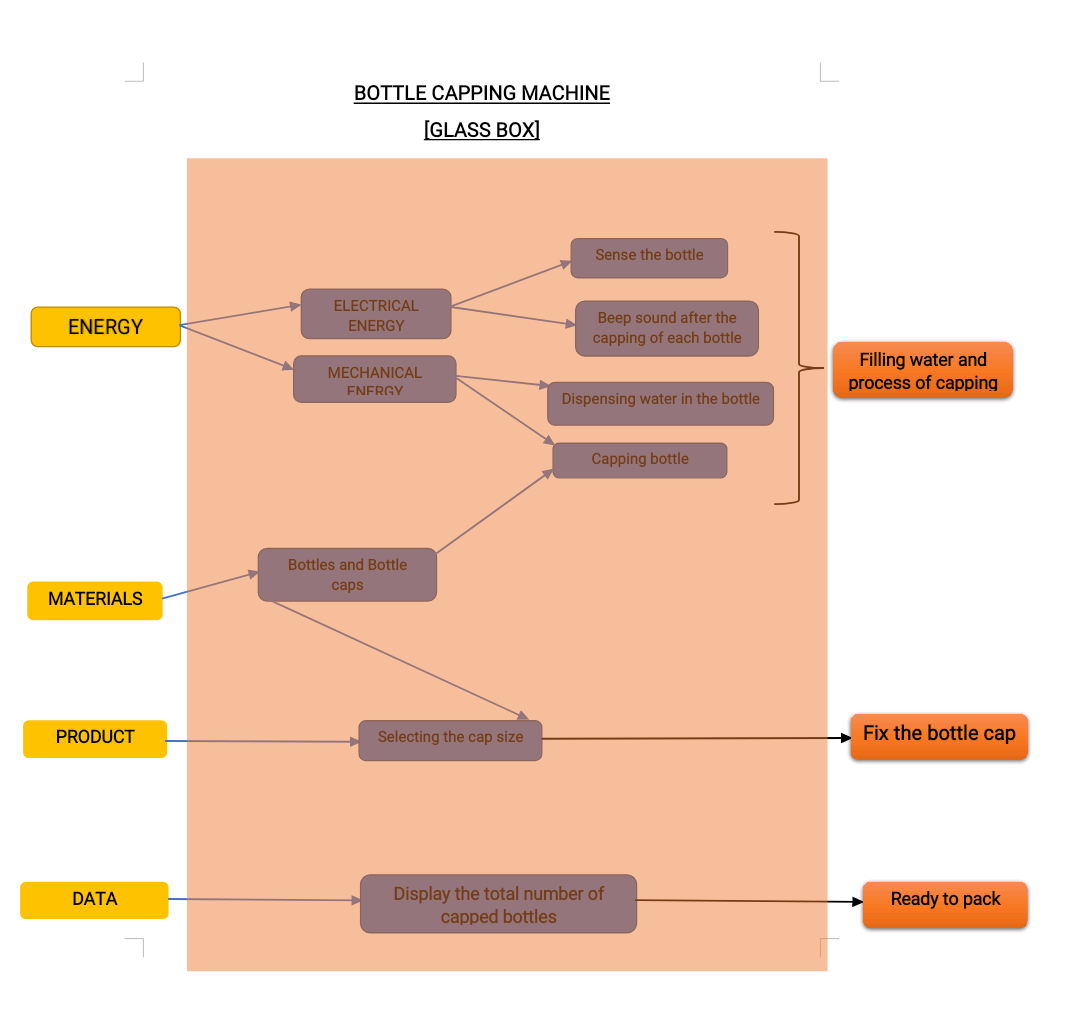 BOTTLE CAPPING MACHINE
[GLASS BOX]
Sense the bottle
ELECTRICAL
ENERGY
ENERGY
Beep sound after the
capping of each bottle
Filling water and
process of capping
MECHANICAL
ENERGY
Dispensing water in the bottle
Capping bottle
Bottles and Bottle
caps
MATERIALS
PRODUCT
Selecting the cap size
Fix the bottle cap
DATA
Display the total number of
capped bottles
Ready to pack